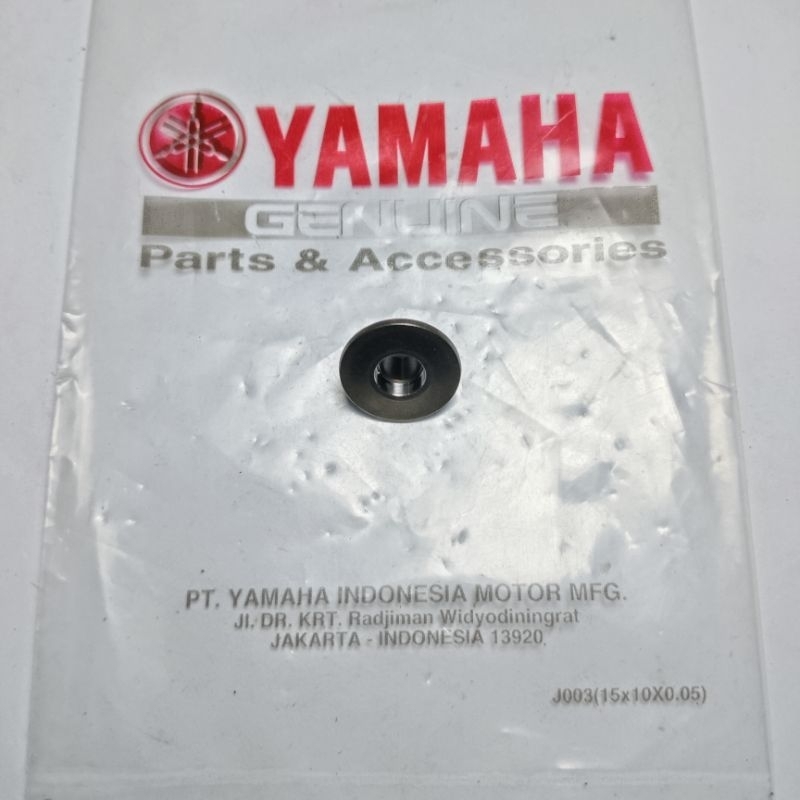 YAMAHA
GENUINE
Parts & Accessories
PT. YAMAHA INDONESIA MOTOR MFG.
Jl. DR. KRT. Radjiman Widyodiningrat
JAKARTA - INDONESIA 13920.
J003(15x10X0.05)